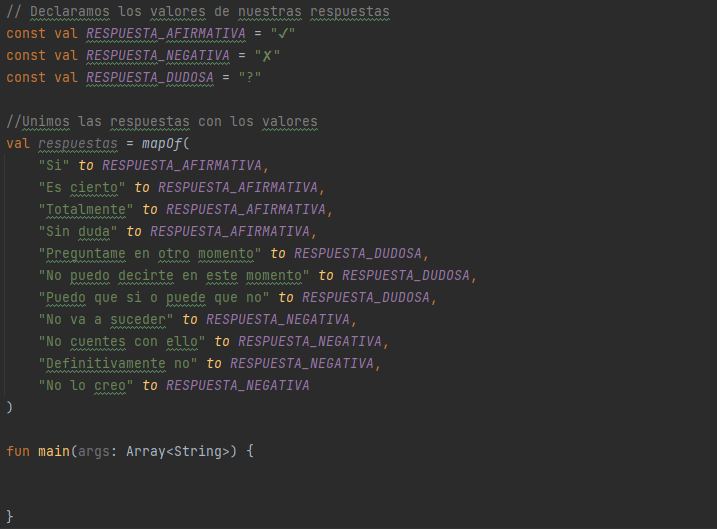 // Declaramos los valores de nuestras respuestas
const val RESPUESTA_AFIRMATIVA = "✓"
const val RESPUESTA_NEGATIVA = "✗"
const val RESPUESTA_DUDOSA = "?"
//Unimos las respuestas con los valores
val respuestas = mapOf(
"Si" to RESPUESTA_AFIRMATIVA,
"Es cierto" to RESPUESTA_AFIRMATIVA,
"Totalmente" to RESPUESTA_AFIRMATIVA,
"Sin duda" to RESPUESTA_AFIRMATIVA,
"Preguntame en otro momento" to RESPUESTA_DUDOSA,
"No puedo decirte en este momento" to RESPUESTA_DUDOSA,
"Puedo que si o puede que no" to RESPUESTA_DUDOSA,
"No va a suceder" to RESPUESTA_NEGATIVA,
"No cuentes con ello" to RESPUESTA_NEGATIVA,
"Definitivamente no" to RESPUESTA_NEGATIVA,
"No lo creo" to RESPUESTA_NEGATIVA
)
fun main(args: Array<String>) {
}